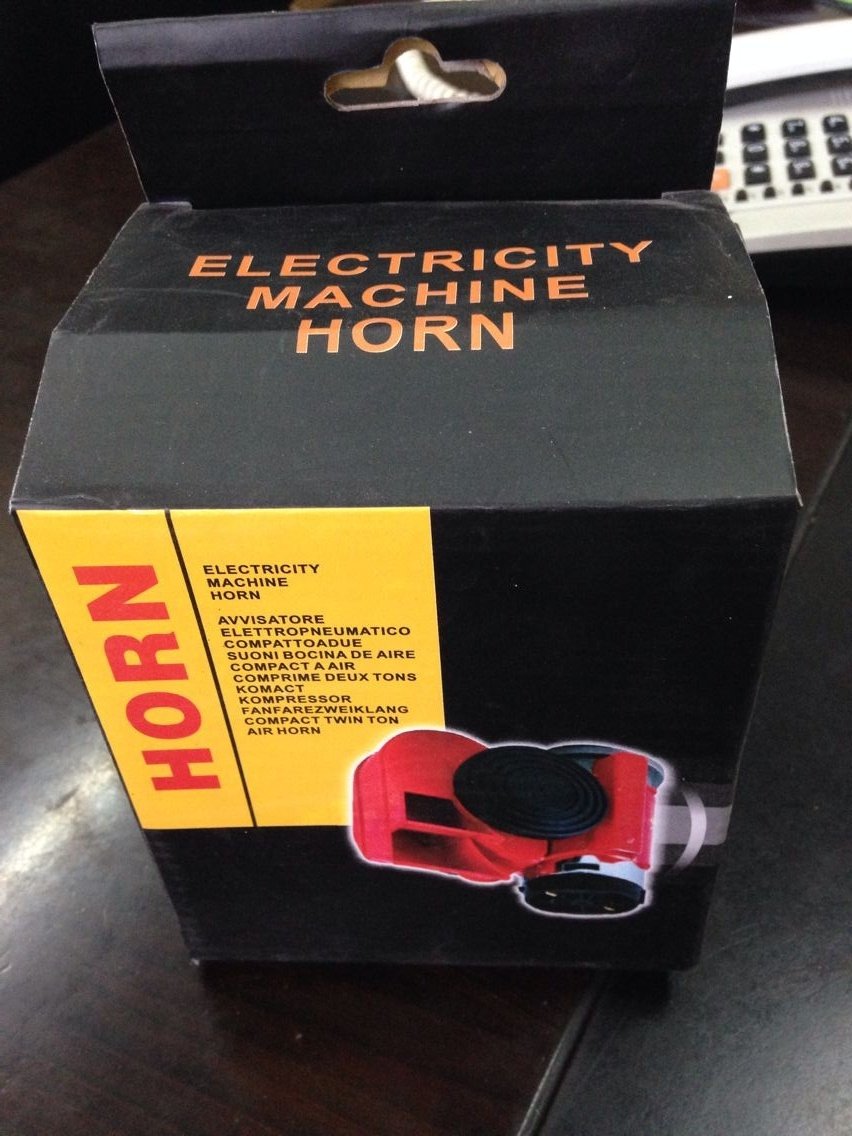 ELECTRICITY
MACHINE
HORN
HORN
ELECTRICITY
MACHINE
HORN
AVVISATORE
ELETTROPNEUMATICO
COMPATTOADUE
SUONI BOCINA DE AIRE
COMPACT A AIR
COMPRIME DEUX TONS
KOMACT
KOMPRESSOR
FANFAREZWEIKLANG
COMPACT TWIN TON
AIR HORN